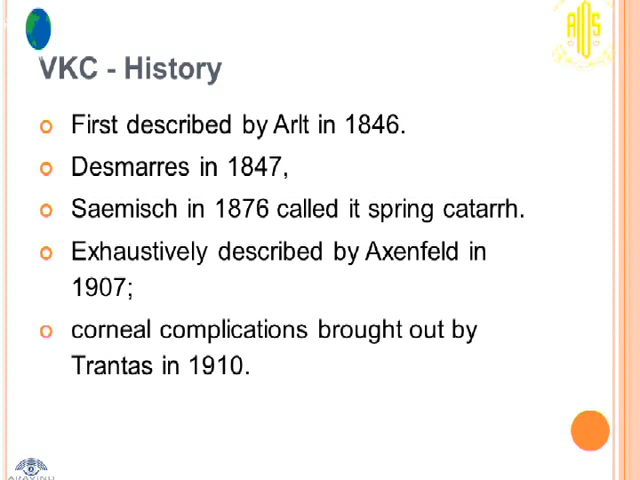 VKC - History
First described by Arlt in 1846.
Desmarres in 1847,
Saemisch in 1876 called it spring catarrh.
Exhaustively described by Axenfeld in
1907;
corneal complications brought out by
Trantas in 1910.